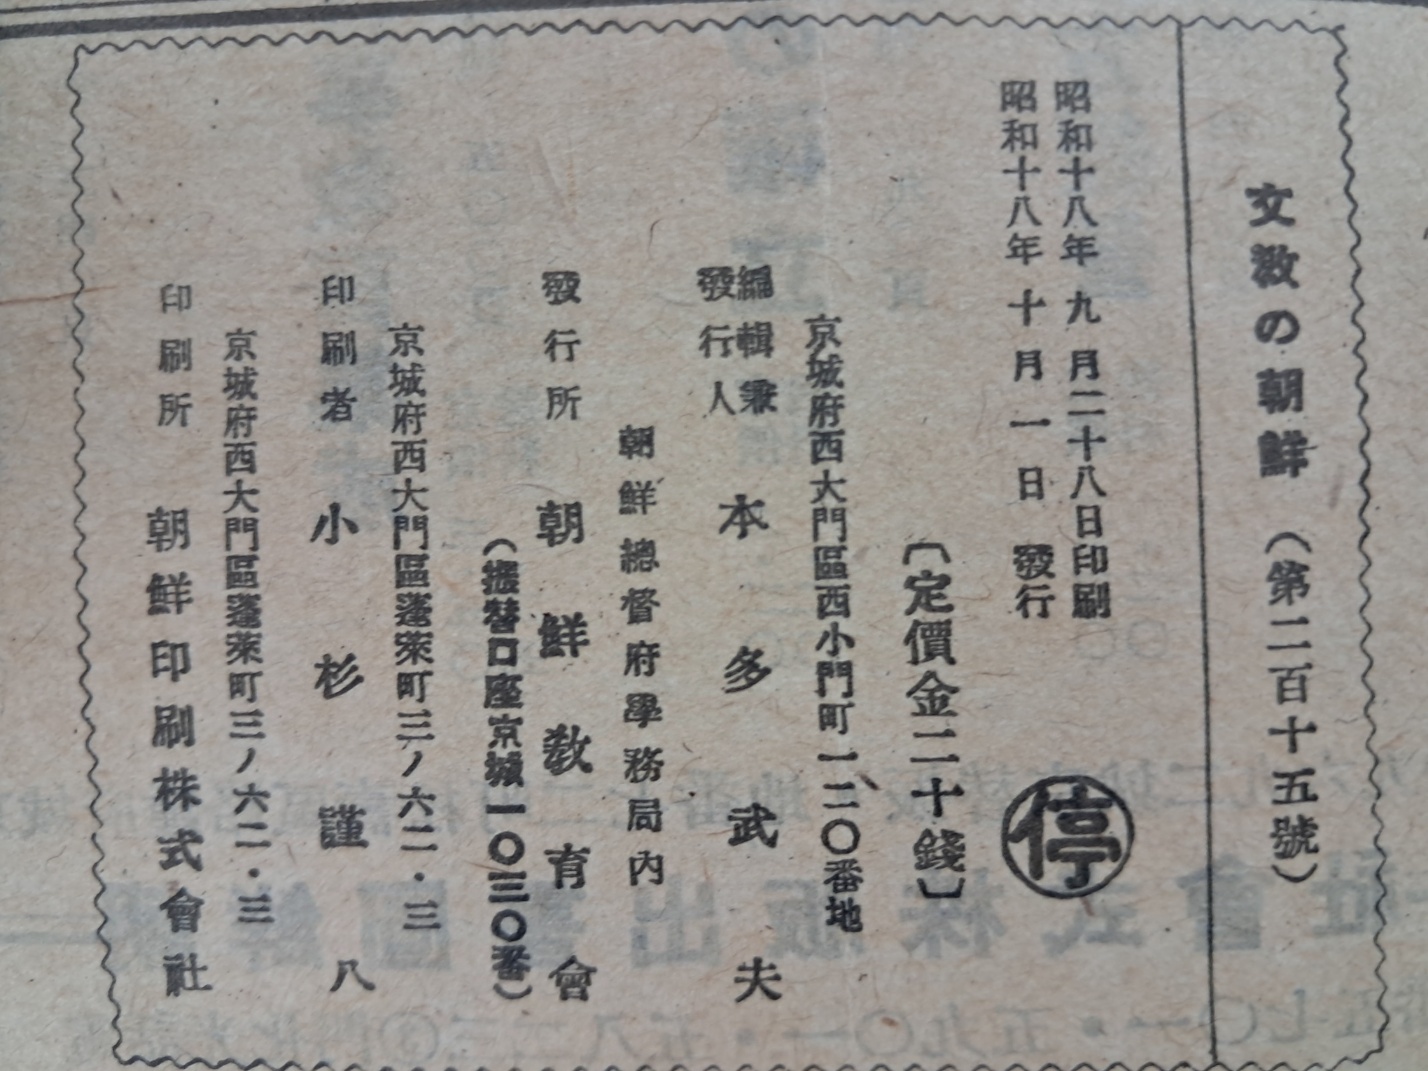 文敎の朝鮮（第二百十五號）
昭和十八年九月二十八日印刷
昭和十八年十月一日發行
停
〔定價金二十錢〕
京城府西大門區西小門町一二〇番地
編輯兼
發行人
本多武夫
朝鮮總督府學務局內
發行所 朝鮮敎育會
（振替口座京城一〇三〇番）
京城府西大門區蓬萊町三ノ六二・三
印刷者 小杉謹八
京城府西大門區蓬萊町三ノ六二・三
印刷所 朝鮮印刷株式會社